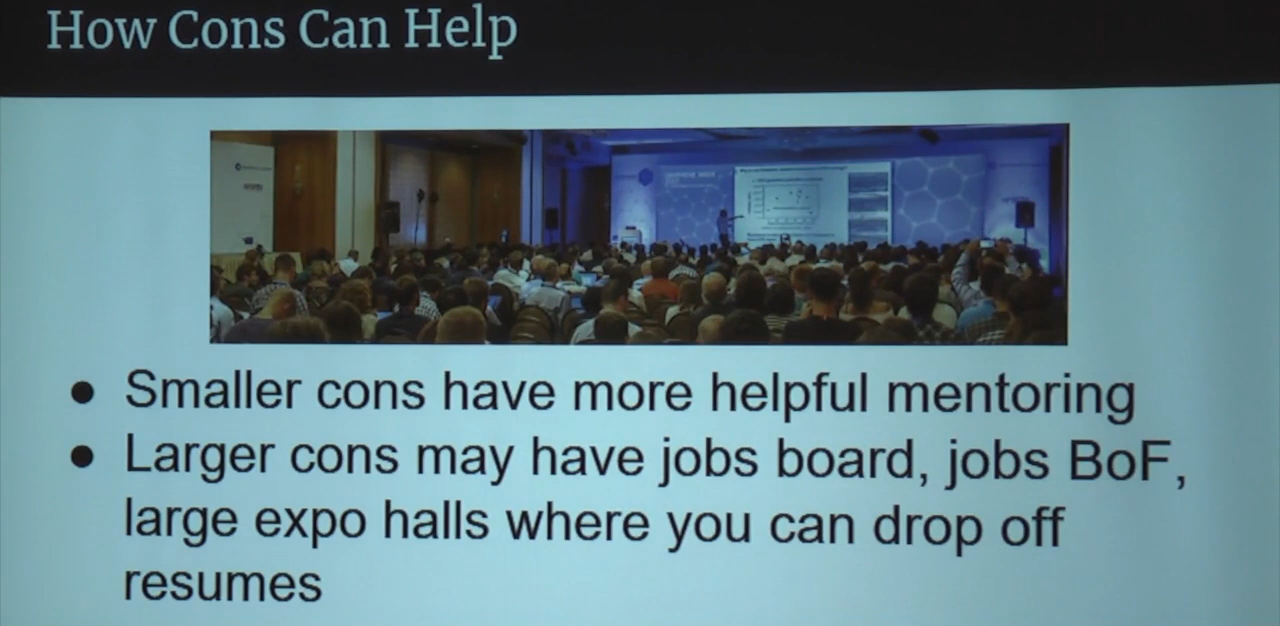 How Cons Can Help
● Smaller cons have more helpful mentoring
● Larger cons may have jobs board, jobs BoF,
large expo halls where you can drop off
resumes